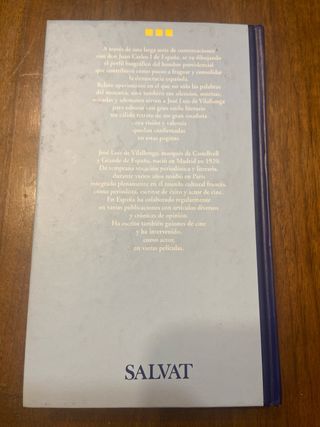 A través de una larga serie de conversaciones
con don Juan Carlos I de España, se va dibujando
el perfil biográfico del hombre providencial
que contribuyó como pocos a fraguar y consolidar
la democracia española.
Relato apasionante en el que no sólo las palabras
del monarca, sino también sus silencios, sonrisas,
miradas y ademanes sirven a José Luis de Vilallonga
para esbozar con gran estilo literario
un cálido retrato de un gran estadista
cuya visión y valentía
quedan confirmadas
en estas páginas.
José Luis de Vilallonga, marqués de Castellvell
y Grande de España, nació en Madrid en 1920.
De temprana vocación periodística y literaria,
durante varios años residió en París
integrado plenamente en el mundo cultural francés,
como periodista, escritor de éxito y actor de cine.
En España ha colaborado regularmente
en varias publicaciones con artículos diversos
y crónicas de opinión.
Ha escrito también guiones de cine
y ha intervenido,
como actor,
en varias películas.
SALVAT